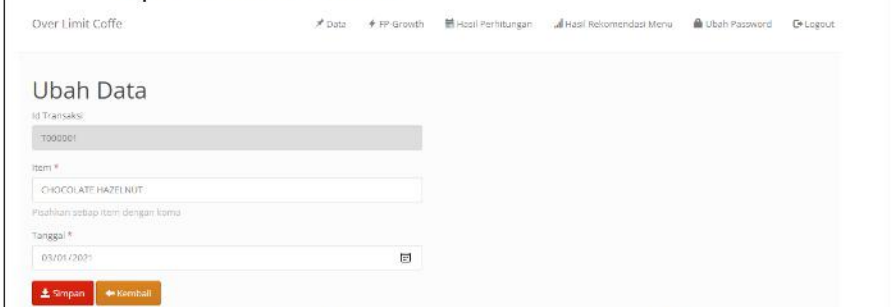 Over Limit Coffe
Data FP-Growth Hasil Perhitungan Hasil Rekomendasi Menu Ubah Password Logout
Ubah Data
Id Transaksi
T000001
Item *
CHOCOLATE HAZELNUT
Pisahkan setiap item dengan koma
Tanggal *
03/01/2021
Simpan Kembali